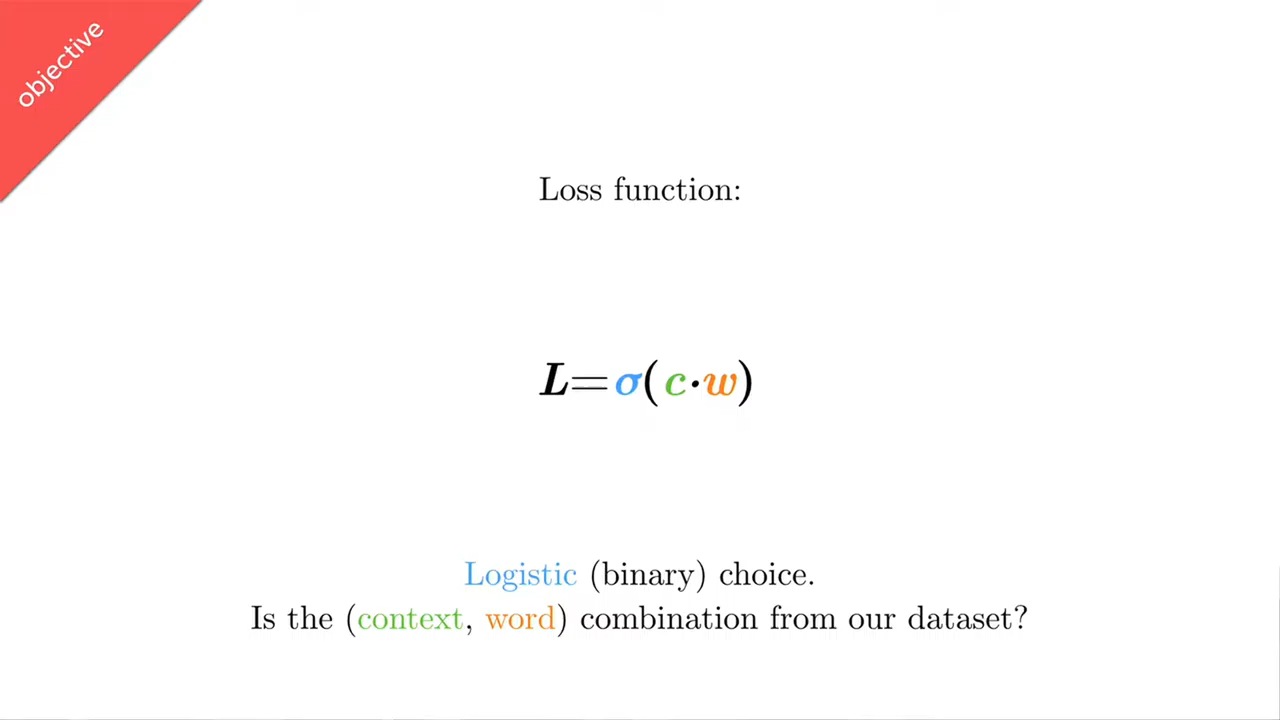 objective
Loss function:
L=σ(c·w)
Logistic (binary) choice.
Is the (context, word) combination from our dataset?